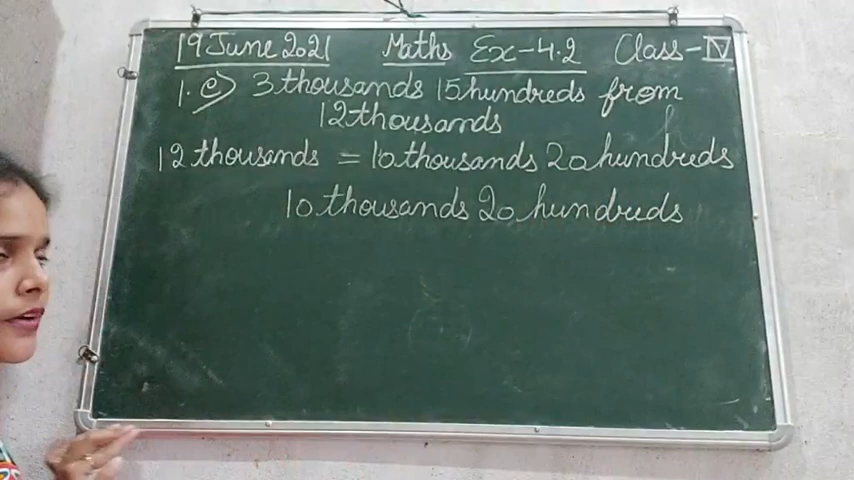 19 June 2021 Maths Ex-4.2 Class-IV
1. e) 3 thousands 15 hundreds from
12 thousands
12 thousands = 10 thousands 20 hundreds
10 thousands 20 hundreds